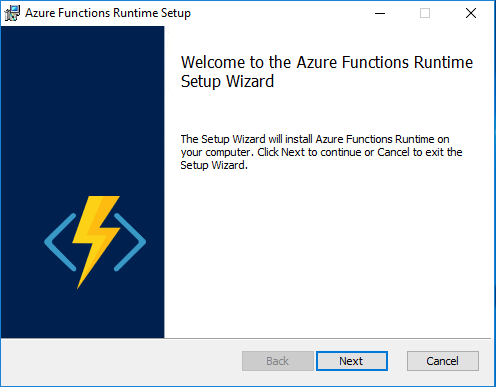 Azure Functions Runtime Setup
Welcome to the Azure Functions Runtime
Setup Wizard
The Setup Wizard will install Azure Functions Runtime on
your computer. Click Next to continue or Cancel to exit the
Setup Wizard.
Back
Next
Cancel